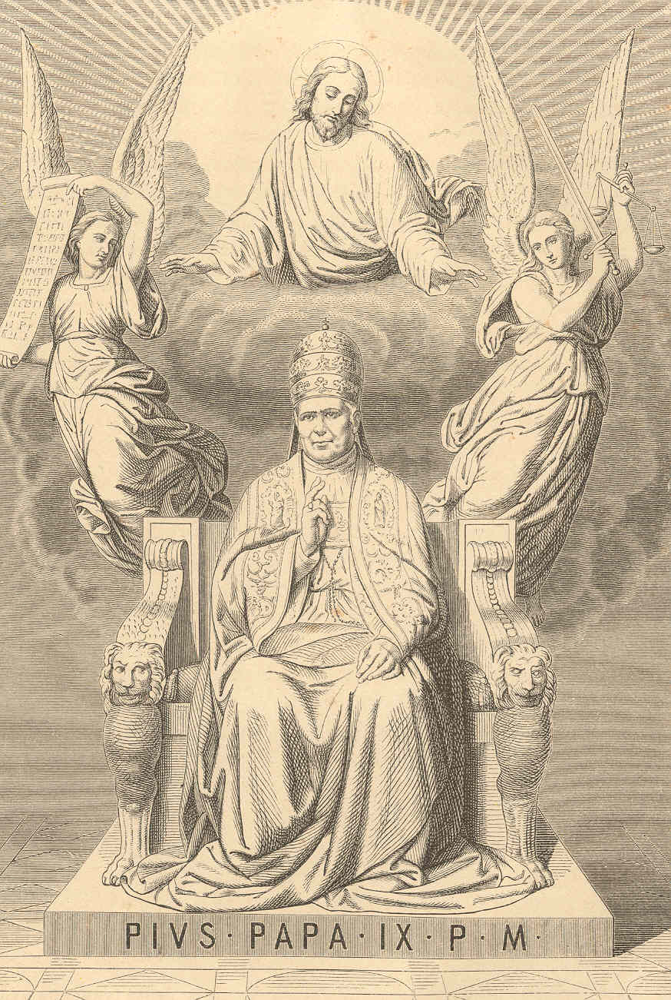 PIVS · PAPA · IX · P · M ·